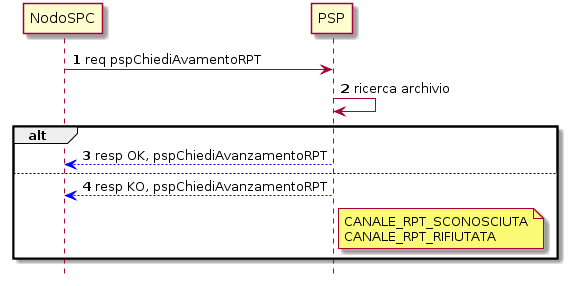 NodoSPC
PSP
1 req pspChiediAvamentoRPT
2 ricerca archivio
alt
3 resp OK, pspChiediAvanzamentoRPT
4 resp KO, pspChiediAvanzamentoRPT
CANALE_RPT_SCONOSCIUTA
CANALE_RPT_RIFIUTATA